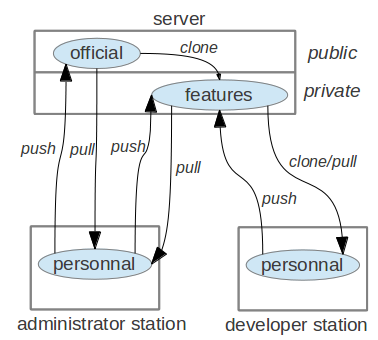 server
official
clone
public
features
private
push
pull
push
pull
clone/pull
push
personnal
personnal
administrator station
developer station